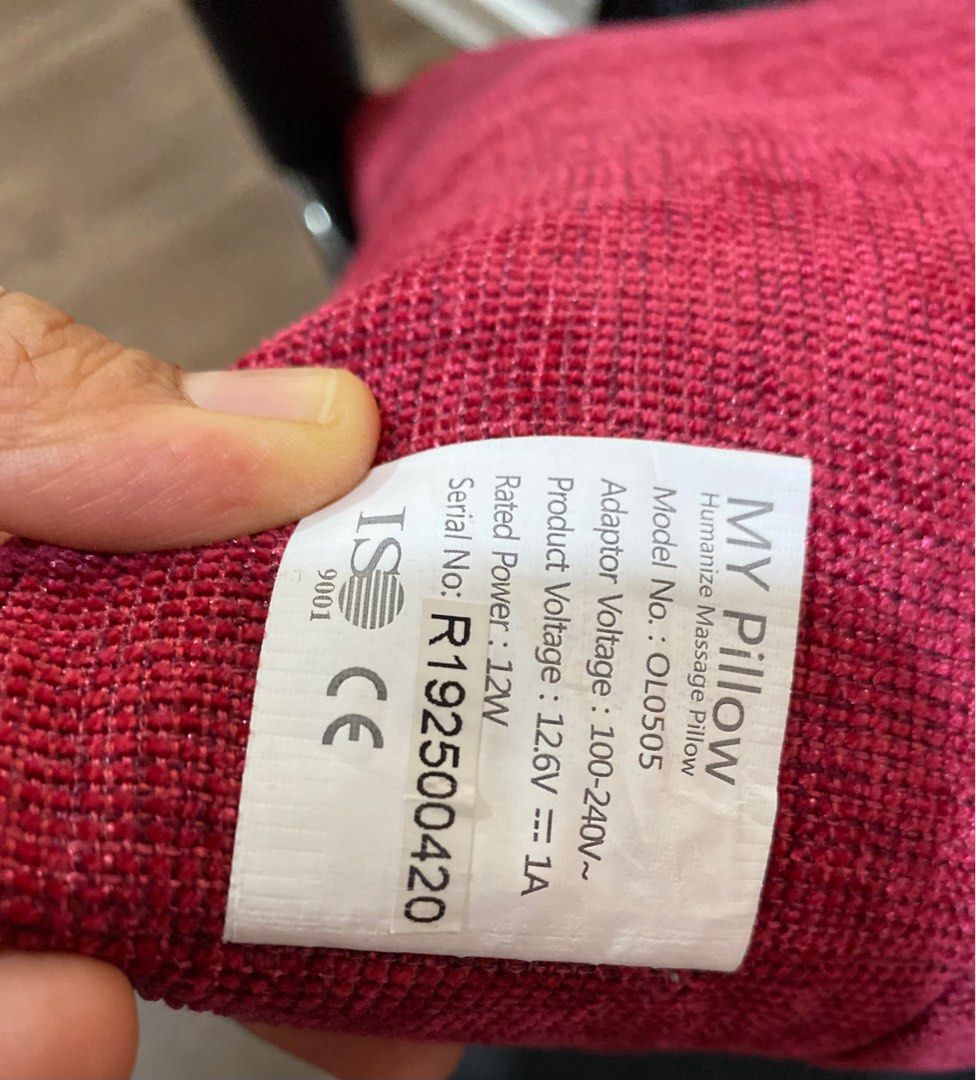 MY Pillow
Humanize Massage Pillow
Model No. : OL0505
Adaptor Voltage : 100-240V~
Product Voltage : 12.6V ⎓ 1A
Rated Power : 12W
Serial No: R192500420
ISO
9001
CE